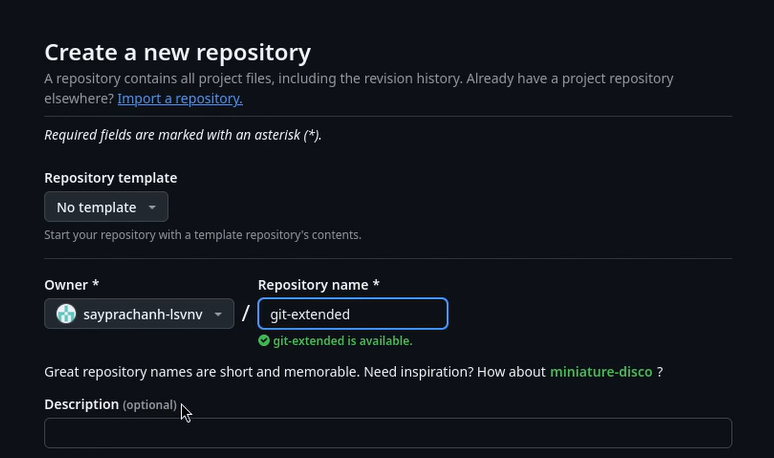 Create a new repository
A repository contains all project files, including the revision history. Already have a project repository
elsewhere? Import a repository.
Required fields are marked with an asterisk (*).
Repository template
No template
Start your repository with a template repository's contents.
Owner * Repository name *
sayprachanh-lsvnv / git-extended
git-extended is available.
Great repository names are short and memorable. Need inspiration? How about miniature-disco ?
Description (optional)